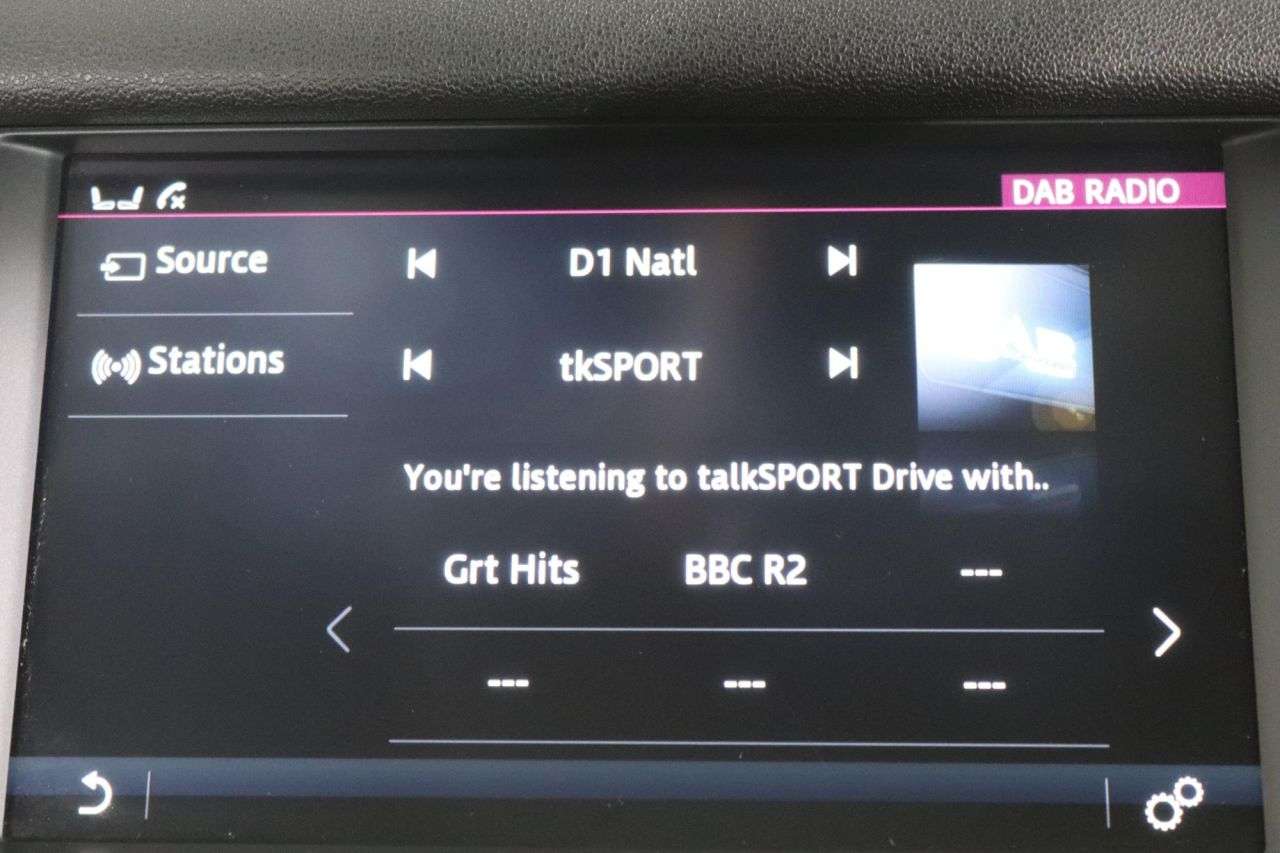 DAB RADIO
Source
D1 Natl
Stations
tkSPORT
You're listening to talkSPORT Drive with..
Grt Hits BBC R2 ---
--- --- ---